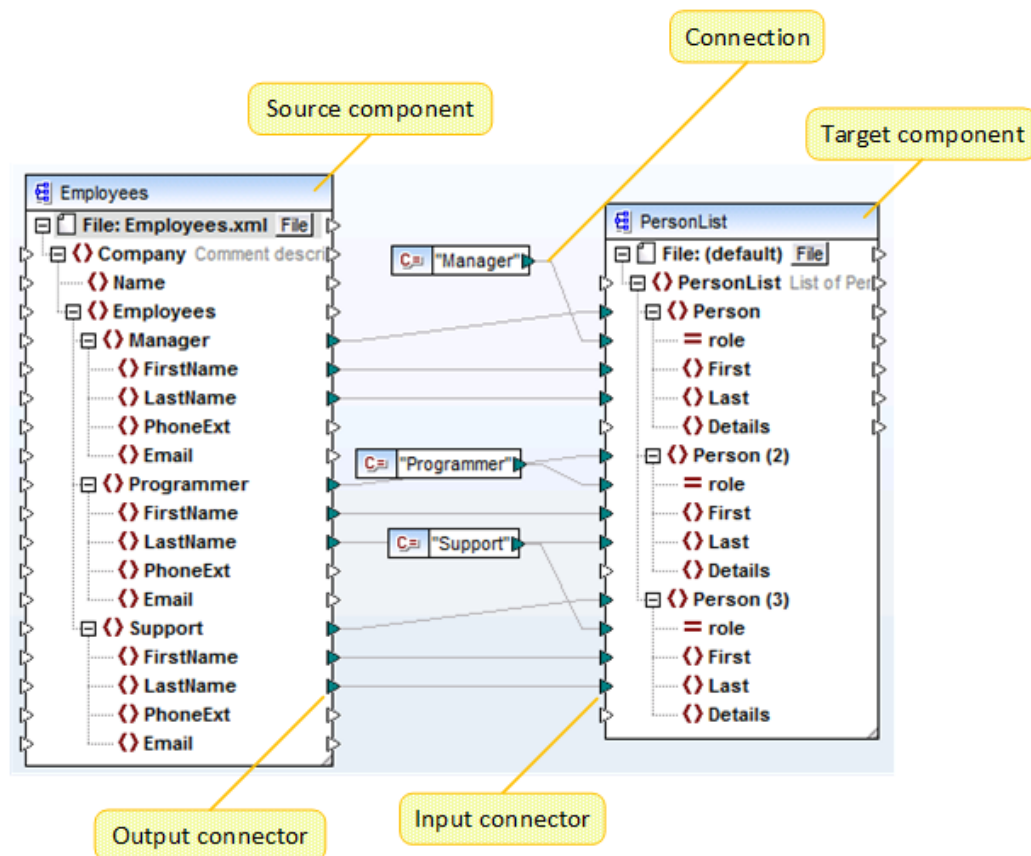 Connection
Source component
Target component
Employees
File: Employees.xml File
Company Comment descri
Name
Employees
Manager
FirstName
LastName
PhoneExt
Email
Programmer
FirstName
LastName
PhoneExt
Email
Support
FirstName
LastName
PhoneExt
Email
C= "Manager"
C= "Programmer"
C= "Support"
PersonList
File: (default) File
PersonList List of Per
Person
role
First
Last
Details
Person (2)
role
First
Last
Details
Person (3)
role
First
Last
Details
Output connector
Input connector